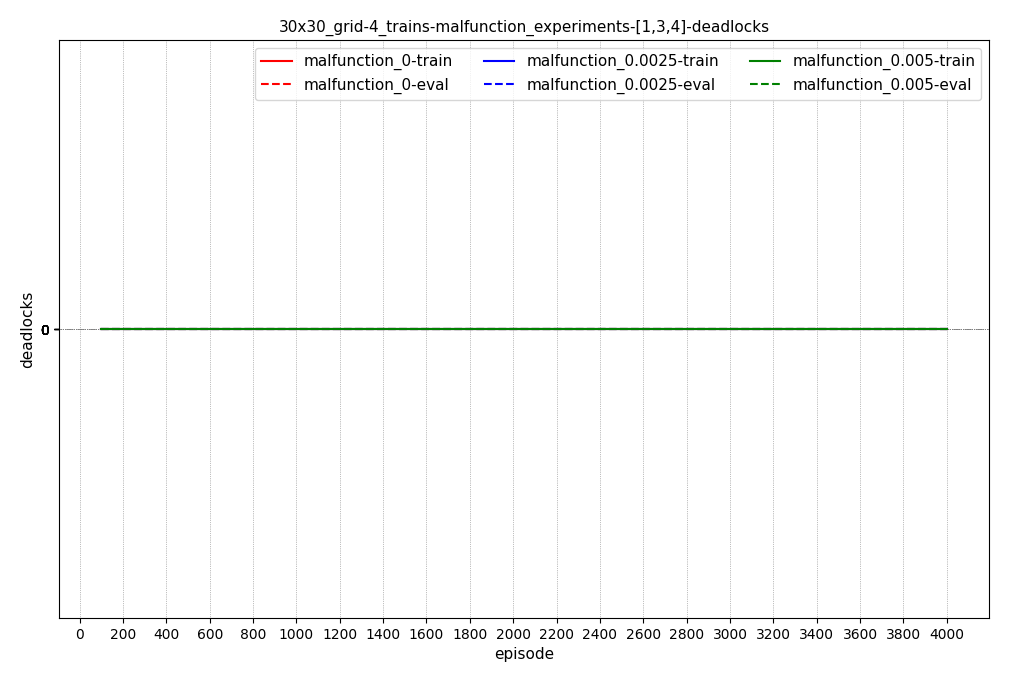 30x30_grid-4_trains-malfunction_experiments-[1,3,4]-deadlocks
malfunction_0-train malfunction_0.0025-train malfunction_0.005-train
malfunction_0-eval malfunction_0.0025-eval malfunction_0.005-eval
deadlocks
0
0 200 400 600 800 1000 1200 1400 1600 1800 2000 2200 2400 2600 2800 3000 3200 3400 3600 3800 4000
episode